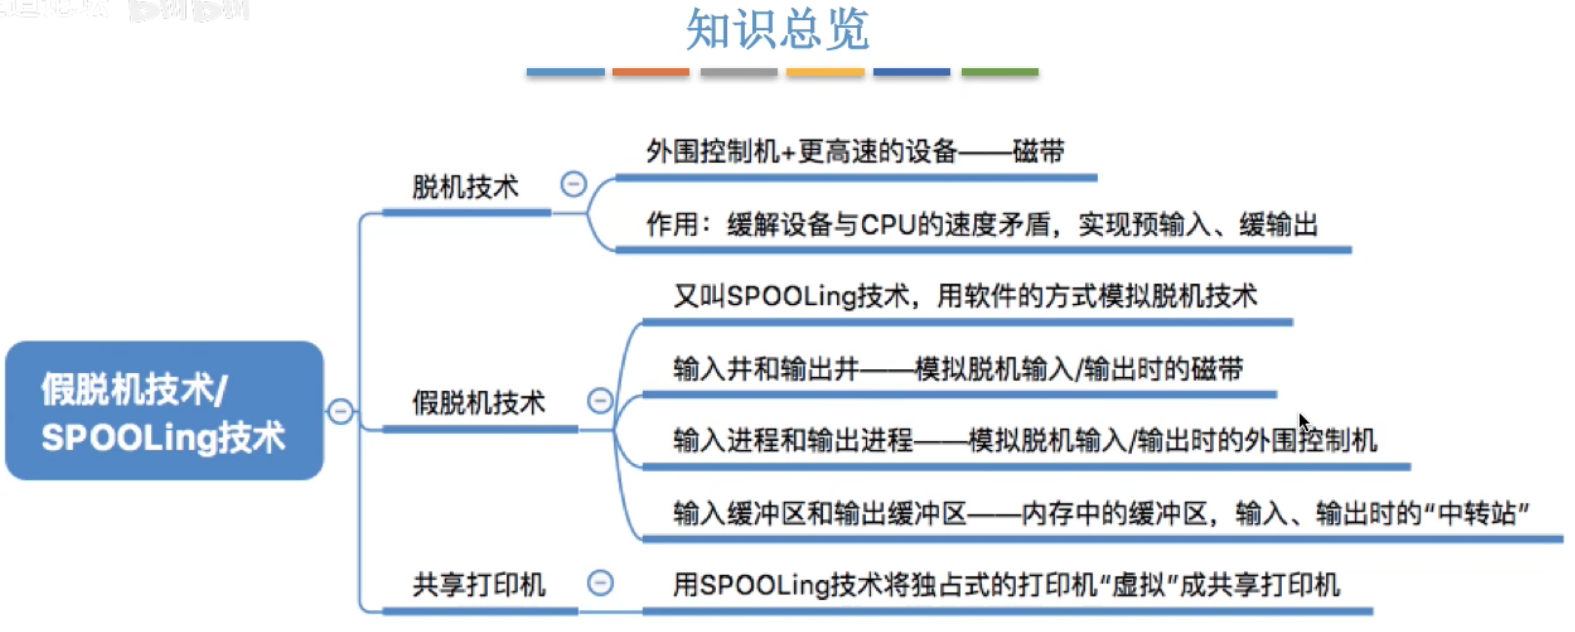 知识总览
脱机技术
外围控制机+更高速的设备——磁带
作用：缓解设备与CPU的速度矛盾，实现预输入、缓输出
假脱机技术/
SPOOLing技术
假脱机技术
又叫SPOOLing技术，用软件的方式模拟脱机技术
输入井和输出井——模拟脱机输入/输出时的磁带
输入进程和输出进程——模拟脱机输入/输出时的外围控制机
输入缓冲区和输出缓冲区——内存中的缓冲区，输入、输出时的“中转站”
共享打印机
用SPOOLing技术将独占式的打印机“虚拟”成共享打印机